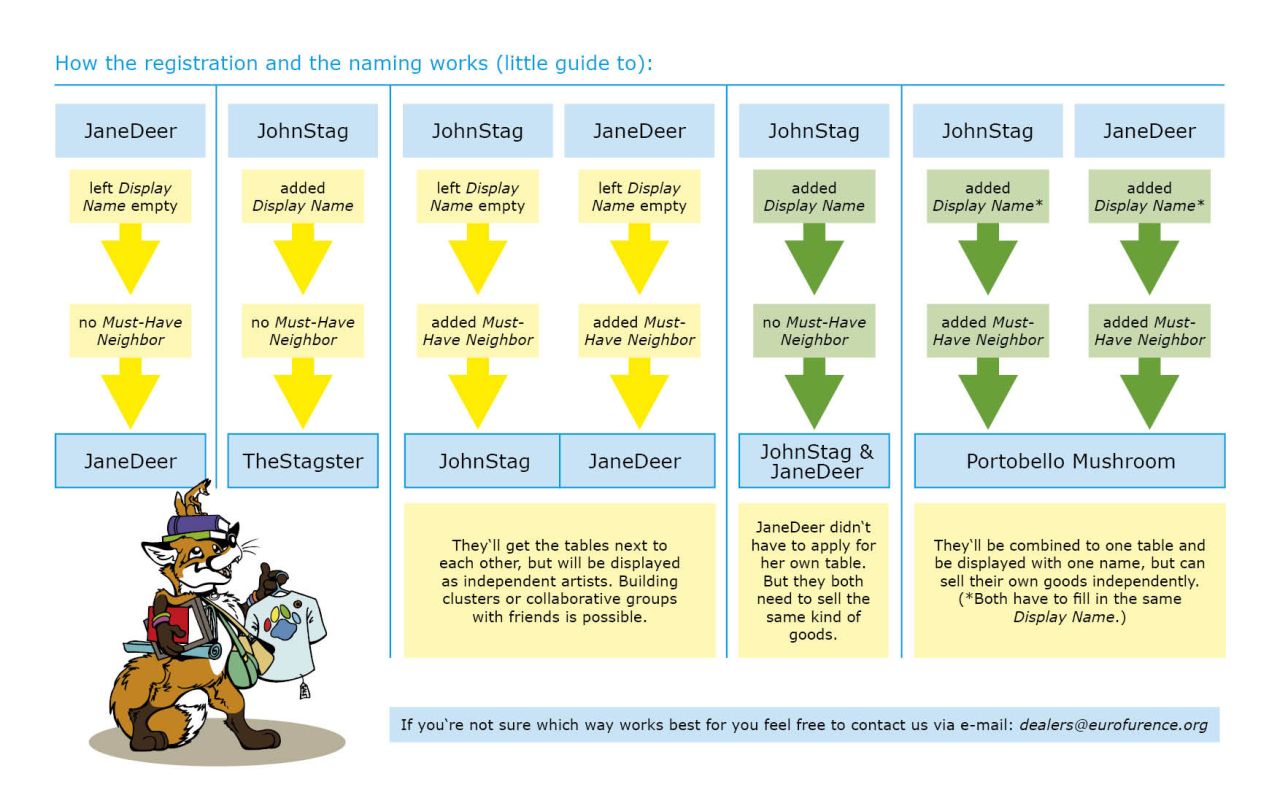 How the registration and the naming works (little guide to):
JaneDeer
left Display
Name empty
no Must-Have
Neighbor
JaneDeer
JohnStag
added
Display Name
no Must-Have
Neighbor
TheStagster
JohnStag
left Display
Name empty
added Must-
Have Neighbor
JohnStag
JaneDeer
left Display
Name empty
added Must-
Have Neighbor
JaneDeer
They‘ll get the tables next to
each other, but will be displayed
as independent artists. Building
clusters or collaborative groups
with friends is possible.
JohnStag
added
Display Name
no Must-Have
Neighbor
JohnStag &
JaneDeer
JaneDeer didn‘t
have to apply for
her own table.
But they both
need to sell the
same kind of
goods.
JohnStag
added
Display Name*
added Must-
Have Neighbor
JaneDeer
added
Display Name*
added Must-
Have Neighbor
Portobello Mushroom
They‘ll be combined to one table and
be displayed with one name, but can
sell their own goods independently.
(*Both have to fill in the same
Display Name.)
If you‘re not sure which way works best for you feel free to contact us via e-mail: dealers@eurofurence.org